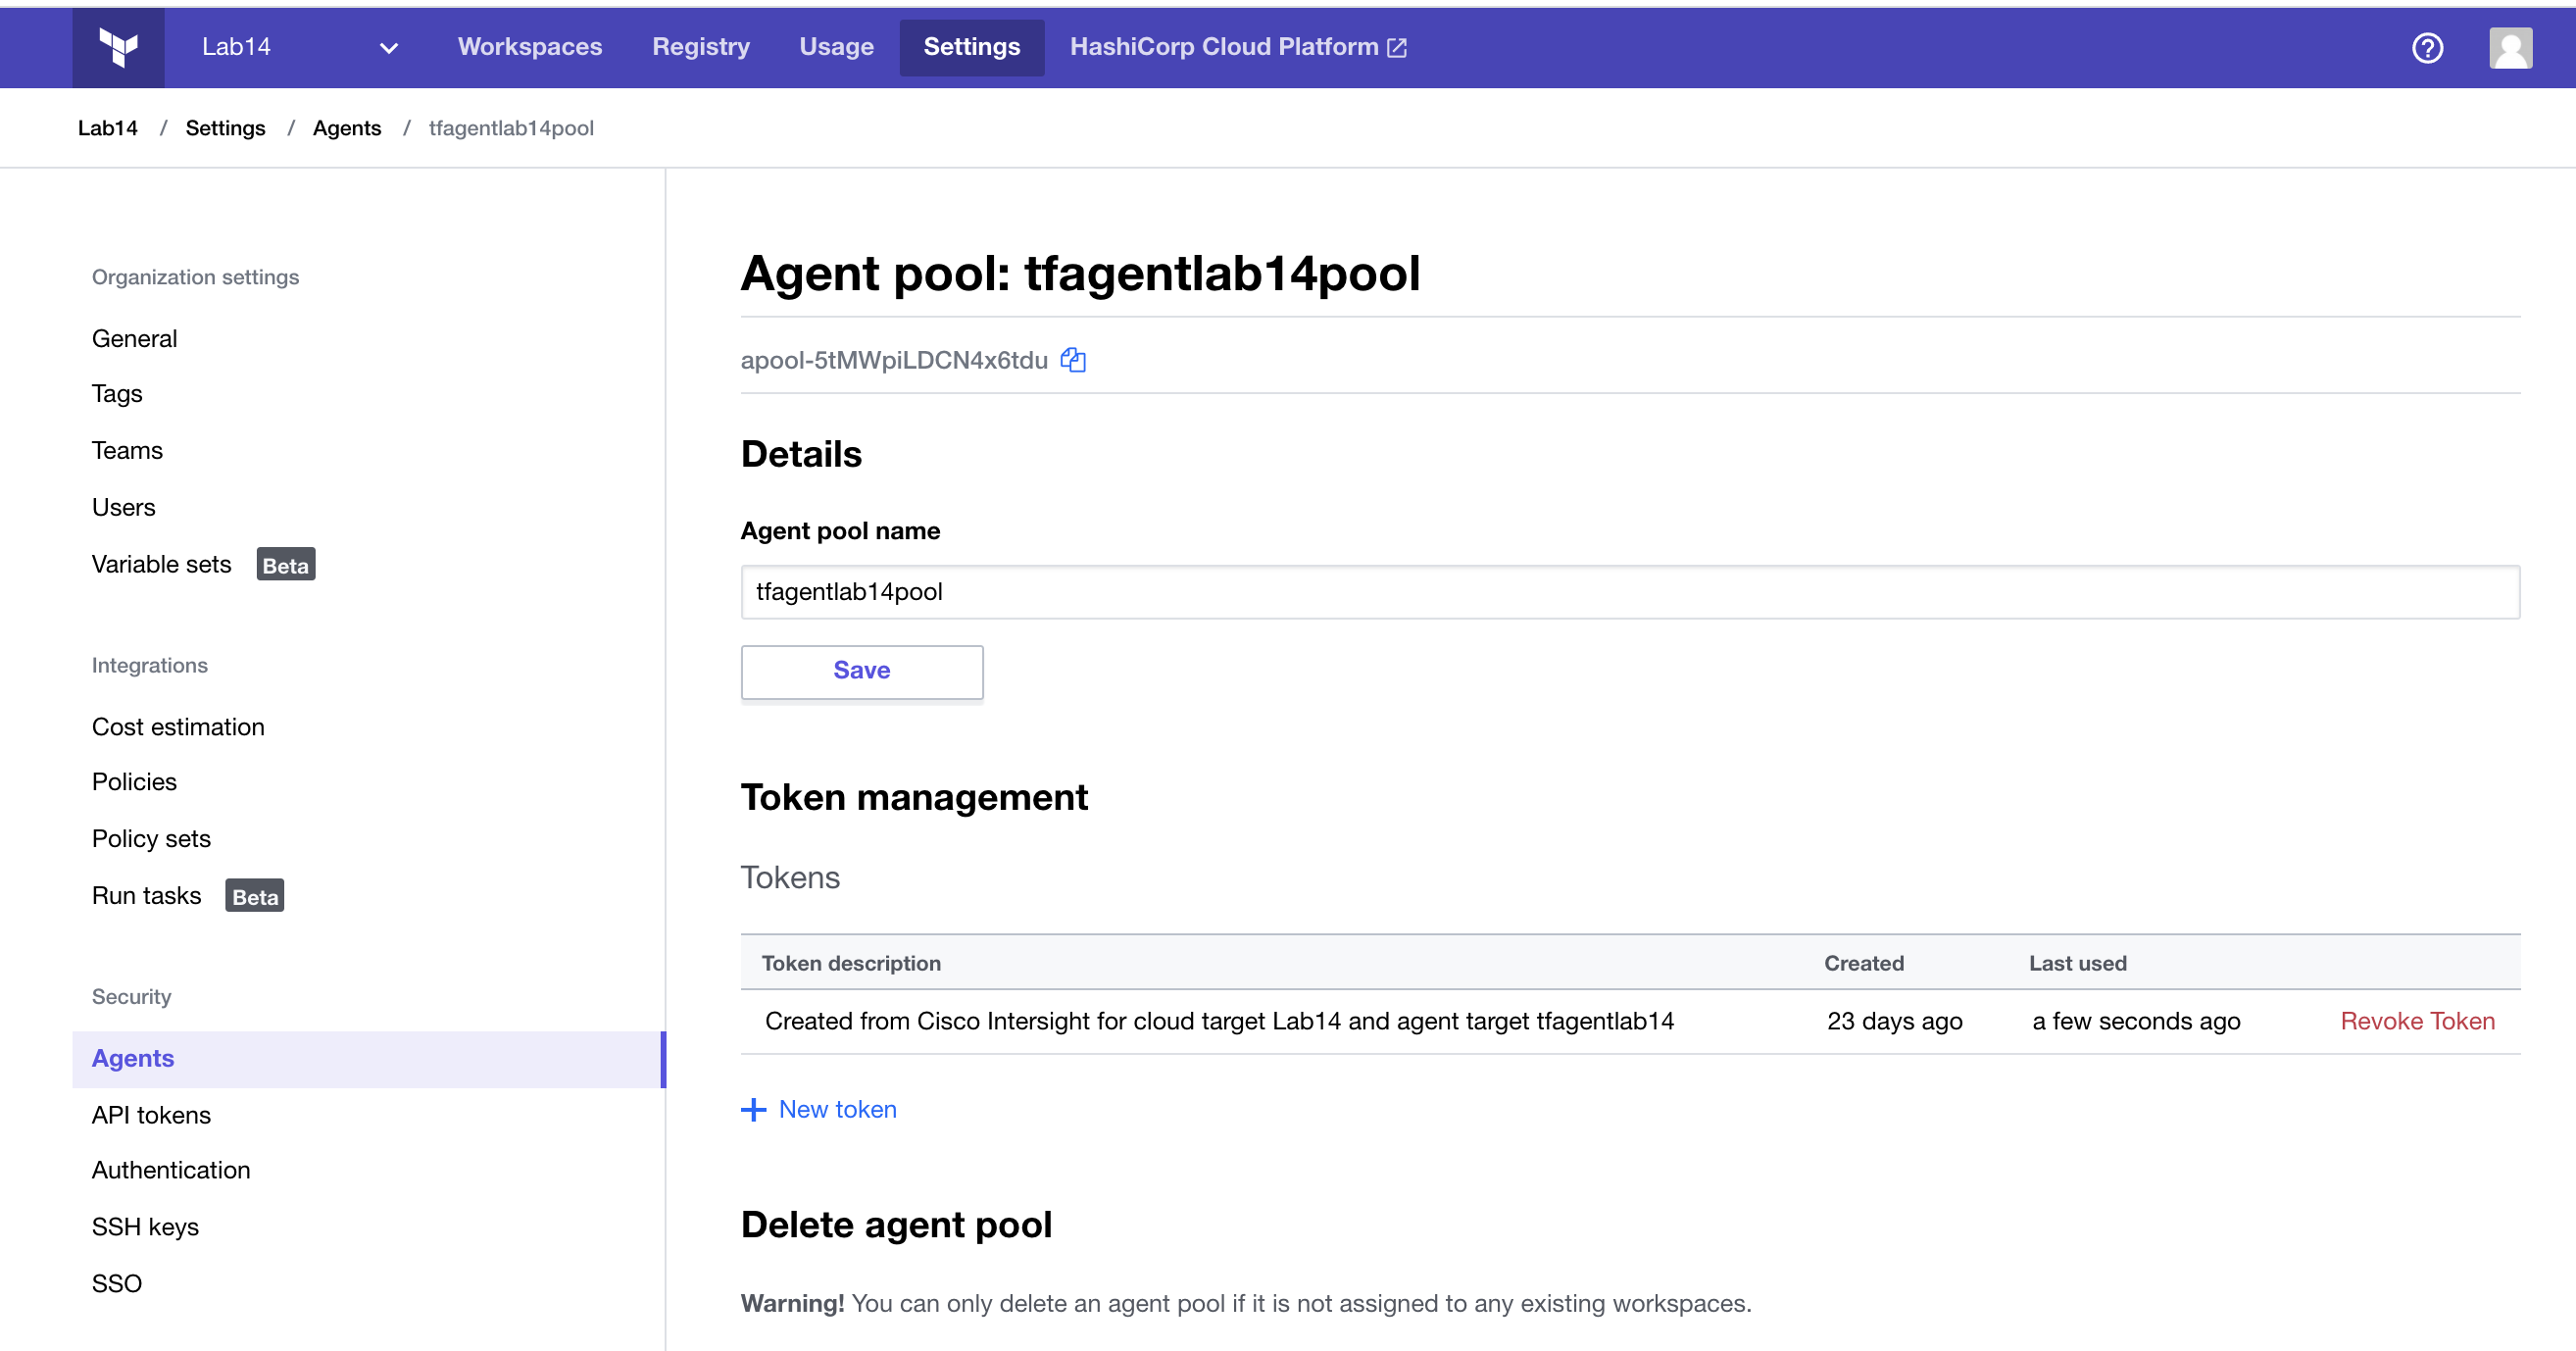 Lab14 Workspaces Registry Usage Settings HashiCorp Cloud Platform
Lab14 / Settings / Agents / tfagentlab14pool
Organization settings
General
Tags
Teams
Users
Variable sets Beta
Integrations
Cost estimation
Policies
Policy sets
Run tasks Beta
Security
Agents
API tokens
Authentication
SSH keys
SSO
Agent pool: tfagentlab14pool
apool-5tMWpiLDCN4x6tdu
Details
Agent pool name
tfagentlab14pool
Save
Token management
Tokens
Token description Created Last used
Created from Cisco Intersight for cloud target Lab14 and agent target tfagentlab14 23 days ago a few seconds ago Revoke Token
+ New token
Delete agent pool
Warning! You can only delete an agent pool if it is not assigned to any existing workspaces.